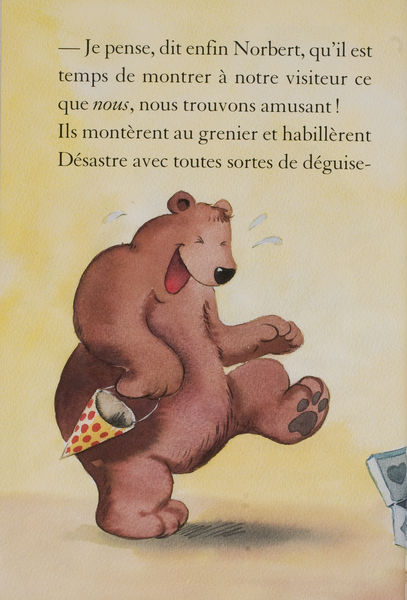 — Je pense, dit enfin Norbert, qu'il est
temps de montrer à notre visiteur ce
que nous, nous trouvons amusant !
Ils montèrent au grenier et habillèrent
Désastre avec toutes sortes de déguise-